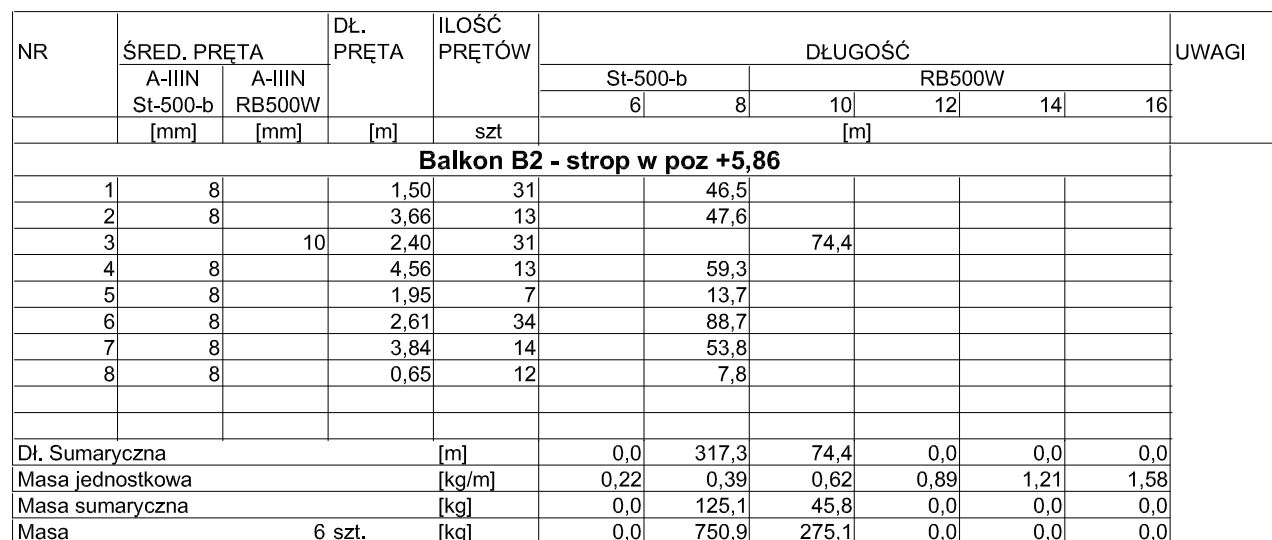 DŁ. ILOŚĆ
NR ŚRED. PRĘTA PRĘTA PRĘTÓW DŁUGOŚĆ UWAGI
A-IIIN A-IIIN St-500-b RB500W
St-500-b RB500W 6 8 10 12 14 16
[mm] [mm] [m] szt [m]
Balkon B2 - strop w poz +5,86
1 8 1,50 31 46,5
2 8 3,66 13 47,6
3 10 2,40 31 74,4
4 8 4,56 13 59,3
5 8 1,95 7 13,7
6 8 2,61 34 88,7
7 8 3,84 14 53,8
8 8 0,65 12 7,8
Dł. Sumaryczna [m] 0,0 317,3 74,4 0,0 0,0 0,0
Masa jednostkowa [kg/m] 0,22 0,39 0,62 0,89 1,21 1,58
Masa sumaryczna [kg] 0,0 125,1 45,8 0,0 0,0 0,0
Masa 6 szt. [kg] 0,0 750,9 275,1 0,0 0,0 0,0